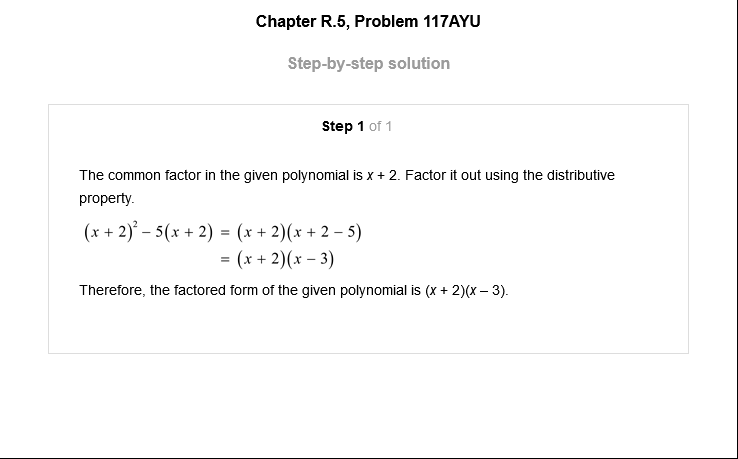 Chapter R.5, Problem 117AYU
Step-by-step solution
Step 1 of 1
The common factor in the given polynomial is x + 2. Factor it out using the distributive
property.
(x + 2)² – 5(x + 2) = (x + 2)(x + 2 – 5)
= (x + 2)(x – 3)
Therefore, the factored form of the given polynomial is (x + 2)(x – 3).